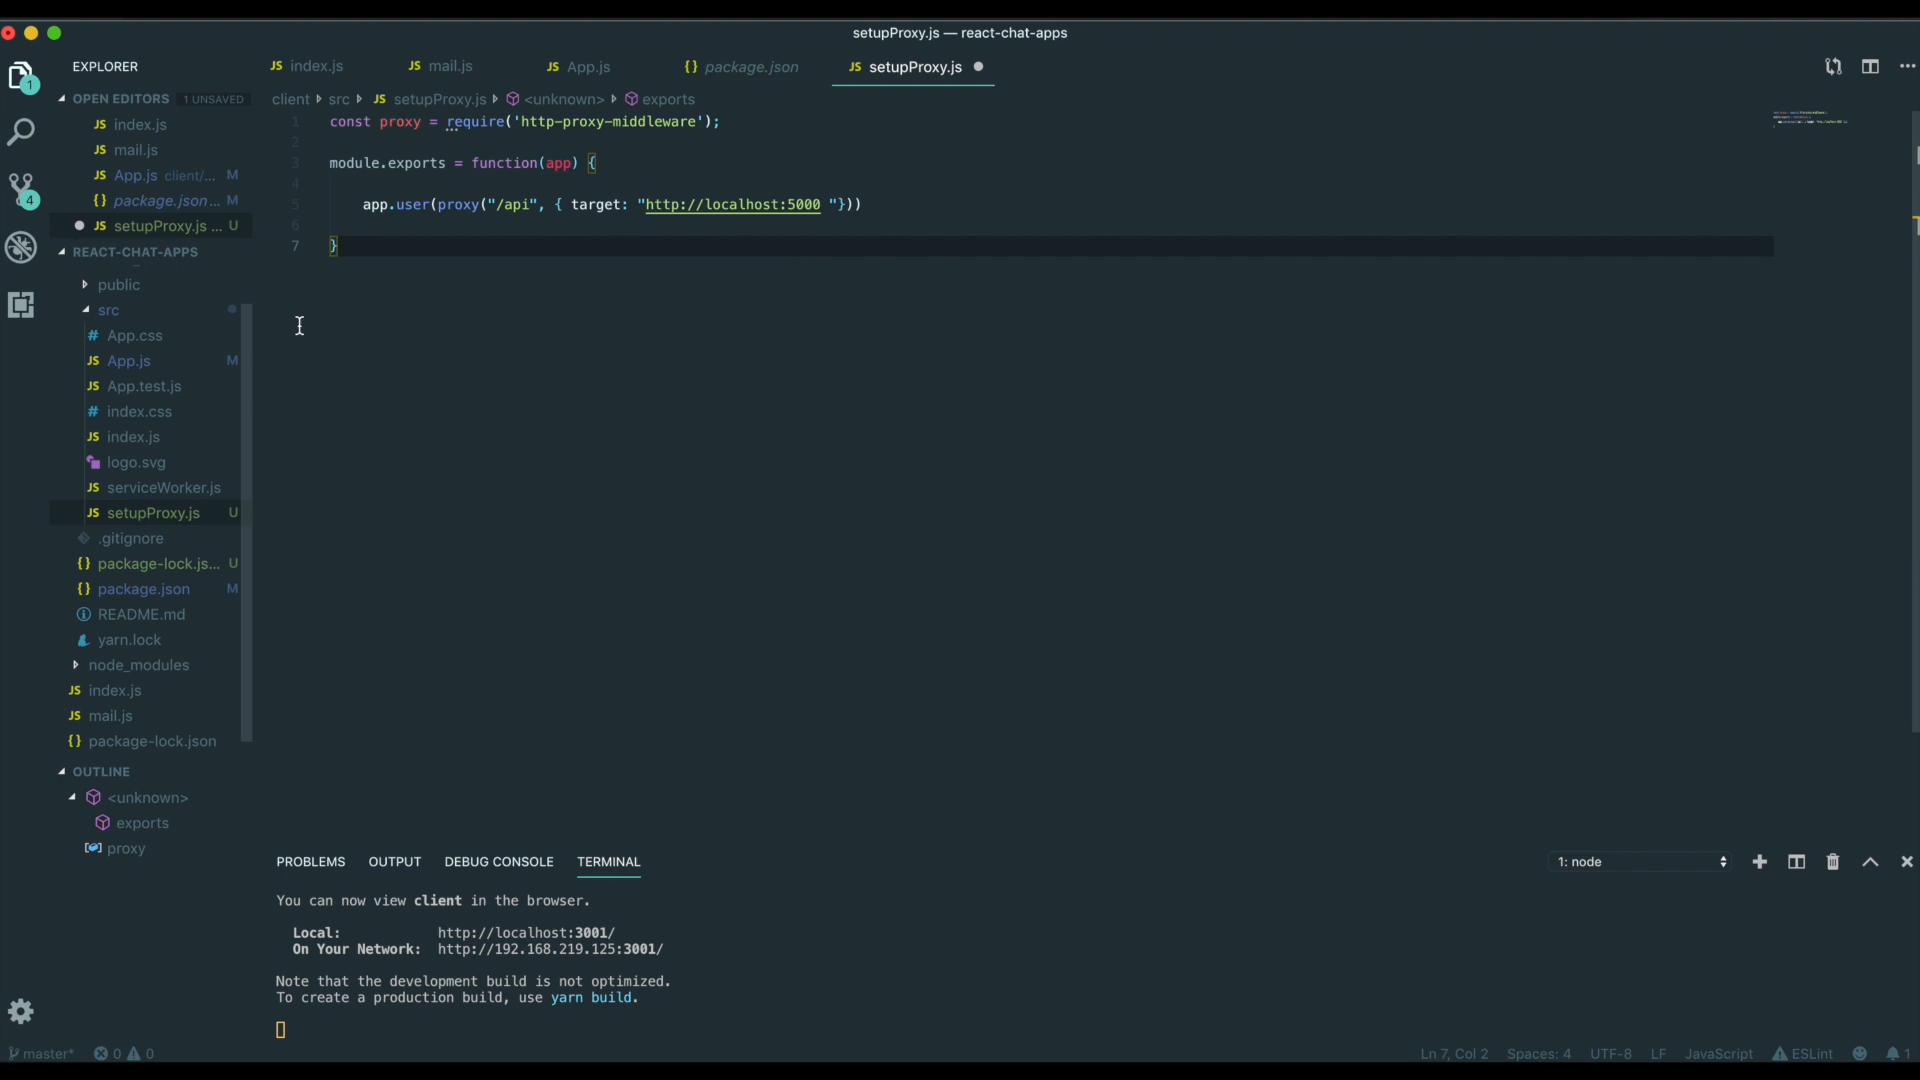 setupProxy.js — react-chat-apps
1
EXPLORER
JS index.js
JS mail.js
JS App.js
{} package.json
JS setupProxy.js
OPEN EDITORS 1 UNSAVED
JS index.js
JS mail.js
JS App.js client/... M
{} package.json... M
JS setupProxy.js ... U
4
REACT-CHAT-APPS
public
src
# App.css
JS App.js M
JS App.test.js
# index.css
JS index.js
logo.svg
JS serviceWorker.js
JS setupProxy.js U
.gitignore
{} package-lock.js... U
{} package.json M
README.md
yarn.lock
node_modules
JS index.js
JS mail.js
{} package-lock.json
OUTLINE
<unknown>
exports
proxy
client src JS setupProxy.js <unknown> exports
1 const proxy = require('http-proxy-middleware');
2
3 module.exports = function(app) {
4
5 app.user(proxy("/api", { target: "http://localhost:5000 "}))
6
7 }
PROBLEMS OUTPUT DEBUG CONSOLE TERMINAL
1: node
You can now view client in the browser.
Local: http://localhost:3001/
On Your Network: http://192.168.219.125:3001/
Note that the development build is not optimized.
To create a production build, use yarn build.
master* 0 0
Ln 7, Col 2 Spaces: 4 UTF-8 LF JavaScript ESLint 1